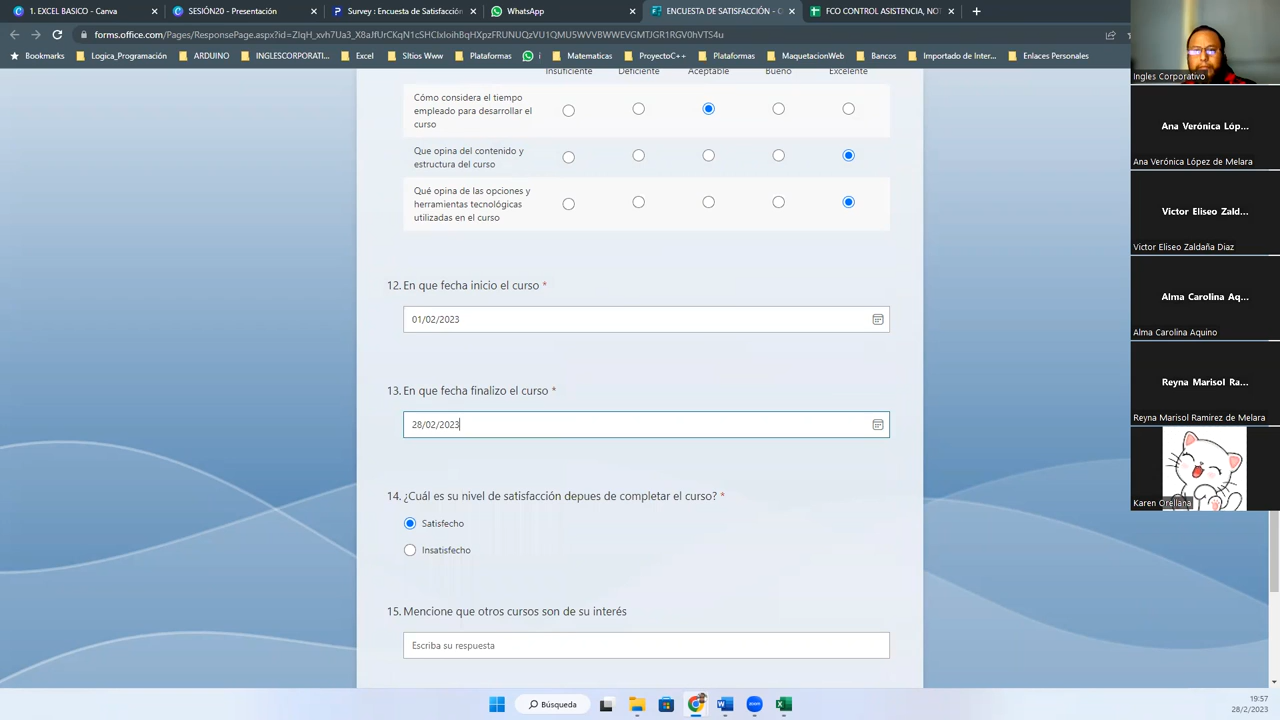 1. EXCEL BASICO - Canva
SESIÓN20 - Presentación
Survey : Encuesta de Satisfacción
WhatsApp
ENCUESTA DE SATISFACCIÓN -
FCO CONTROL ASISTENCIA, NOT
forms.office.com/Pages/ResponsePage.aspx?id=
Bookmarks
Logica_Programación
ARDUINO
INGLESCORPORATI...
Excel
Sitios Www
Plataformas
Matematicas
ProyectoC++
Plataformas
MaquetacionWeb
Bancos
Importado de Inter...
Enlaces Personales
Insuficiente Deficiente Aceptable Bueno Excelente
Cómo considera el tiempo
empleado para desarrollar el
curso
Que opina del contenido y
estructura del curso
Qué opina de las opciones y
herramientas tecnológicas
utilizadas en el curso
12. En que fecha inicio el curso *
01/02/2023
13. En que fecha finalizo el curso *
28/02/2023
14. ¿Cuál es su nivel de satisfacción depues de completar el curso? *
Satisfecho
Insatisfecho
15. Mencione que otros cursos son de su interés
Escriba su respuesta
Ingles Corporativo
Ana Verónica Lóp...
Ana Verónica López de Melara
Victor Eliseo Zald...
Victor Eliseo Zaldaña Diaz
Alma Carolina Aq...
Alma Carolina Aquino
Reyna Marisol Ra...
Reyna Marisol Ramírez de Melara
Karen Orellana
Búsqueda
19:57
28/2/2023